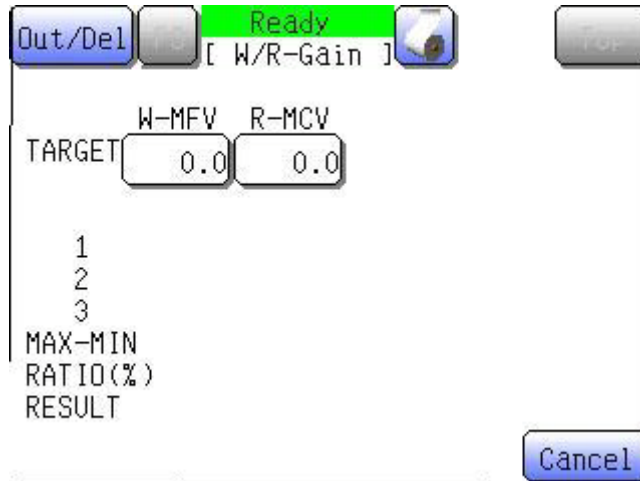 Out/Del
Ready
[ W/R-Gain ]
Top
W-MFV R-MCV
TARGET 0.0 0.0
1
2
3
MAX-MIN
RATIO(%)
RESULT
Cancel